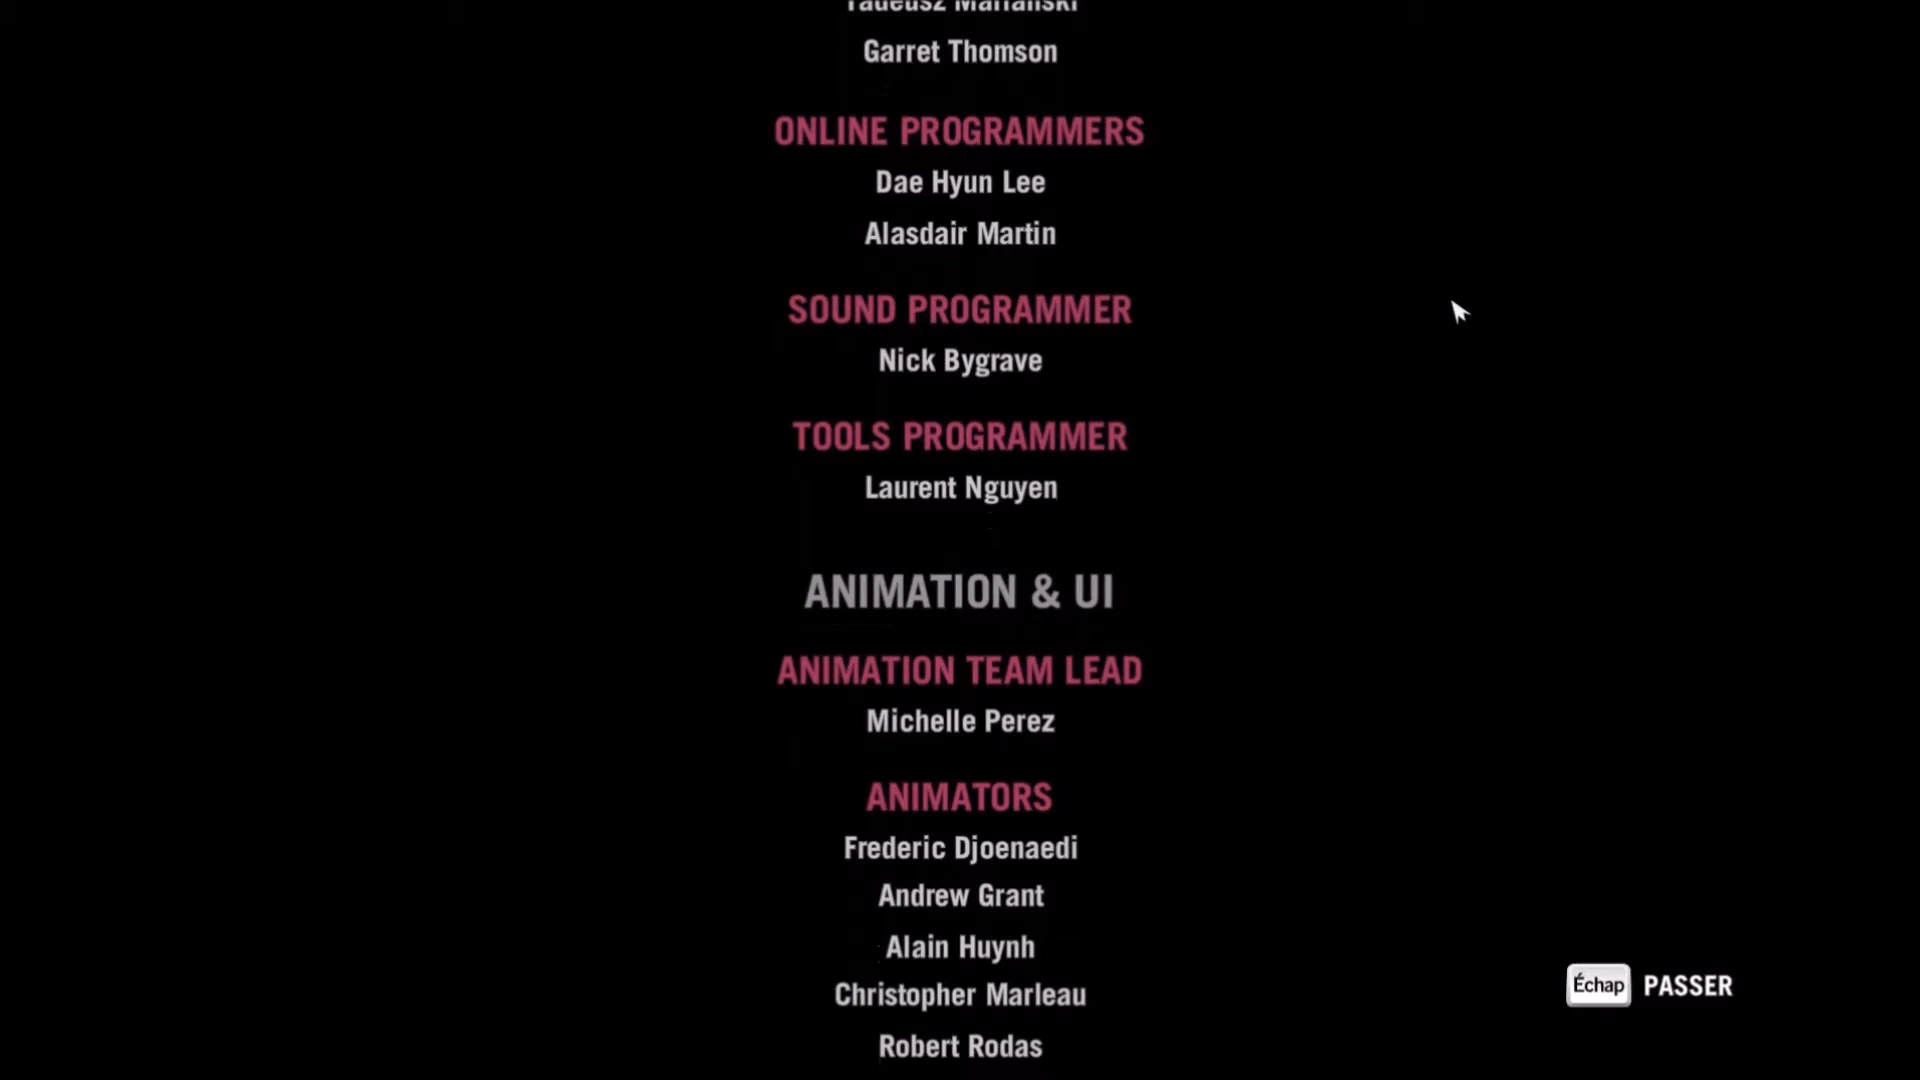 Garret Thomson
ONLINE PROGRAMMERS
Dae Hyun Lee
Alasdair Martin
SOUND PROGRAMMER
Nick Bygrave
TOOLS PROGRAMMER
Laurent Nguyen
ANIMATION & UI
ANIMATION TEAM LEAD
Michelle Perez
ANIMATORS
Frederic Djoenaedi
Andrew Grant
Alain Huynh
Christopher Marleau
Robert Rodas
Échap PASSER